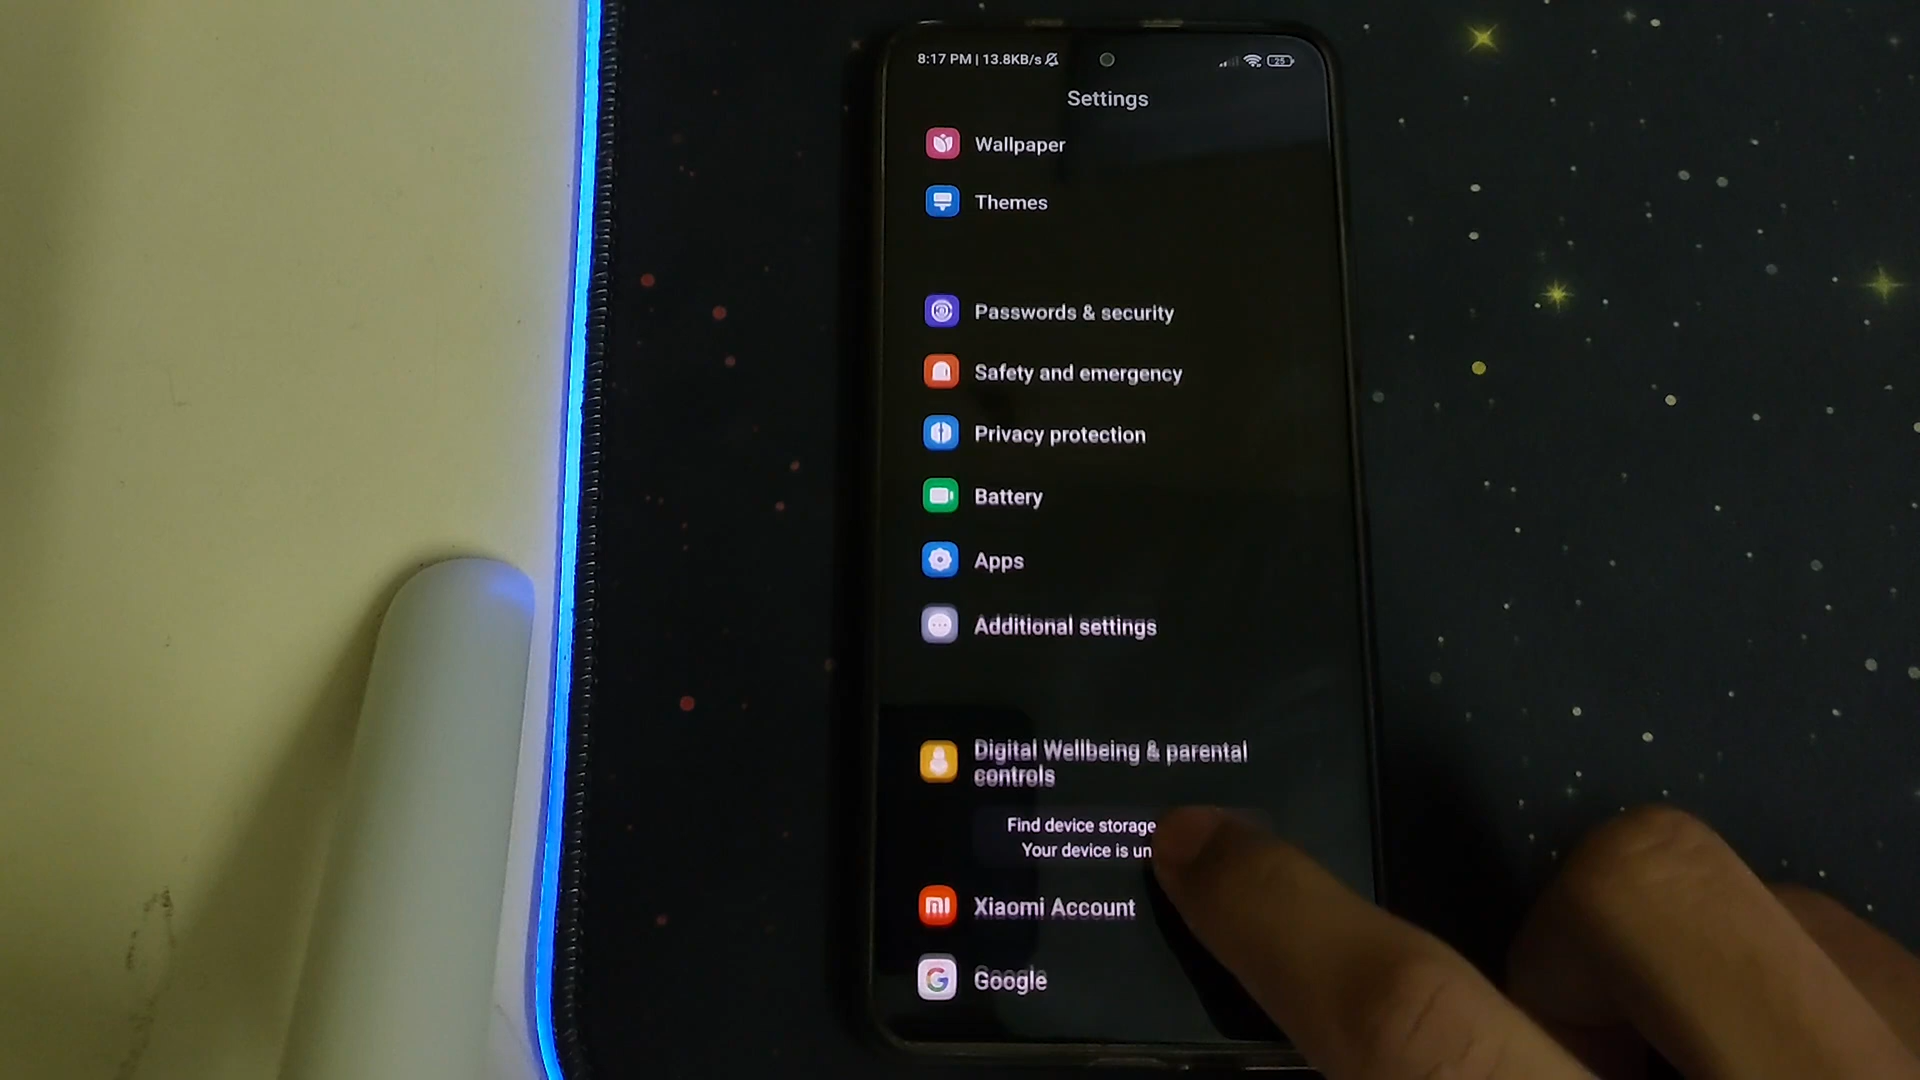 8:17 PM | 13.8KB/s
25
Settings
Wallpaper
Themes
Passwords & security
Safety and emergency
Privacy protection
Battery
Apps
Additional settings
Digital Wellbeing & parental
controls
Find device storage
Your device is
Xiaomi Account
Google